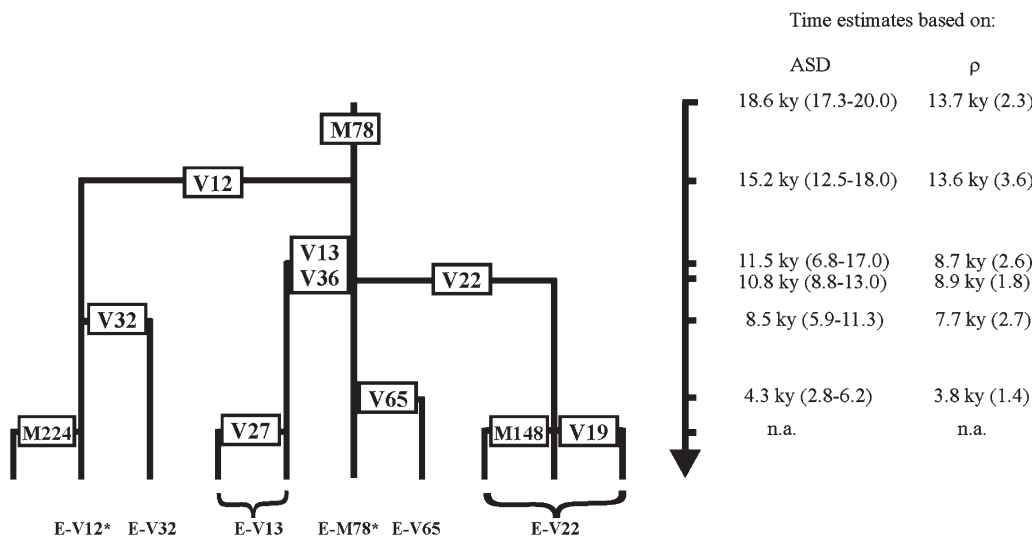 Time estimates based on:
ASD ρ
18.6 ky (17.3-20.0) 13.7 ky (2.3)
M78
V12 15.2 ky (12.5-18.0) 13.6 ky (3.6)
V13 11.5 ky (6.8-17.0) 8.7 ky (2.6)
V36 V22 10.8 ky (8.8-13.0) 8.9 ky (1.8)
V32 8.5 ky (5.9-11.3) 7.7 ky (2.7)
V65 4.3 ky (2.8-6.2) 3.8 ky (1.4)
M224 V27 M148 V19 n.a. n.a.
E-V12* E-V32 E-V13 E-M78* E-V65 E-V22